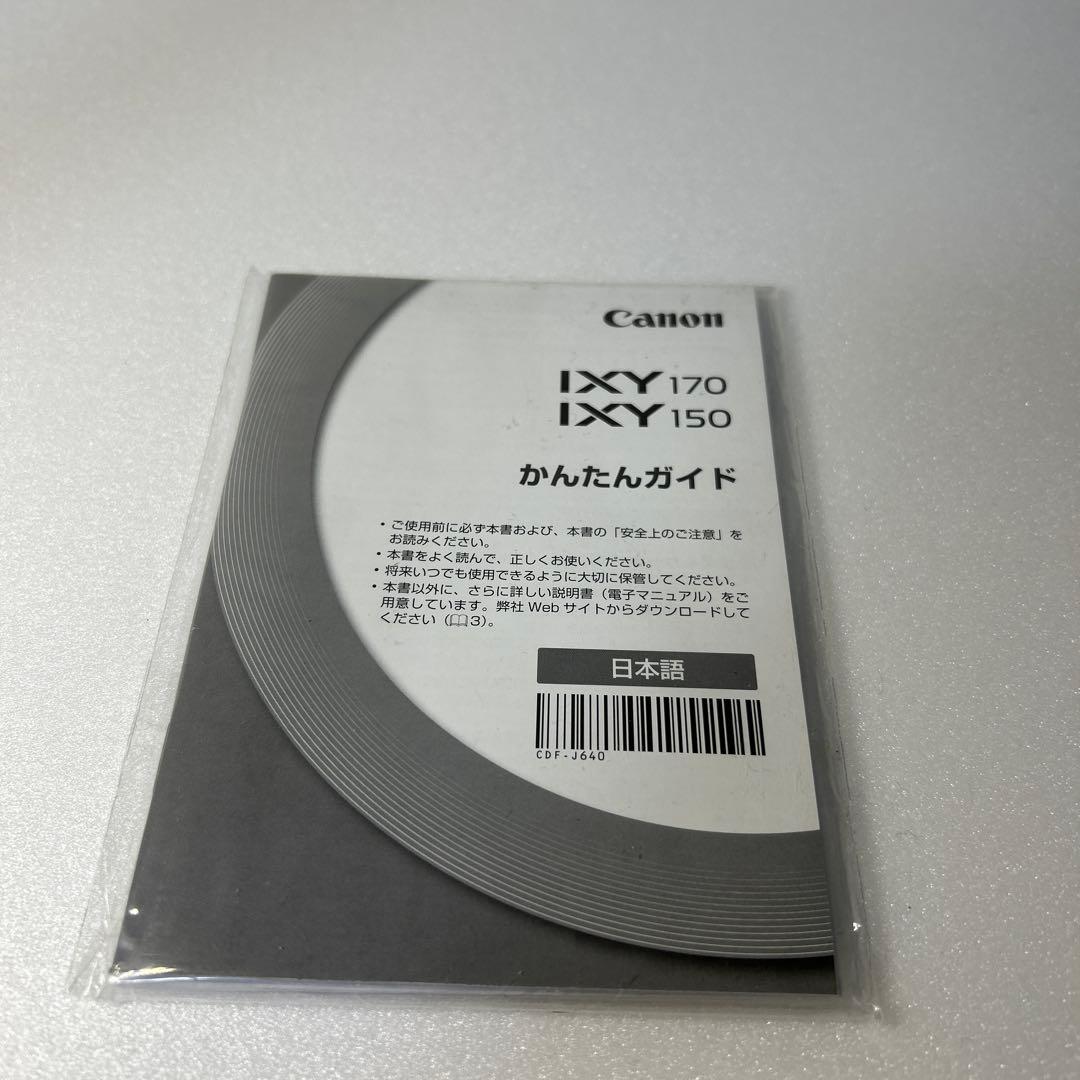 Canon
IXY 170
IXY 150
かんたんガイド
• ご使用前に必ず本書および、本書の「安全上のご注意」を
お読みください。
• 本書をよく読んで、正しくお使いください。
• 将来いつでも使用できるように大切に保管してください。
• 本書以外に、さらに詳しい説明書（電子マニュアル）をご
用意しています。弊社 Web サイトからダウンロードして
ください（📖3）。
日本語
CDF-J640